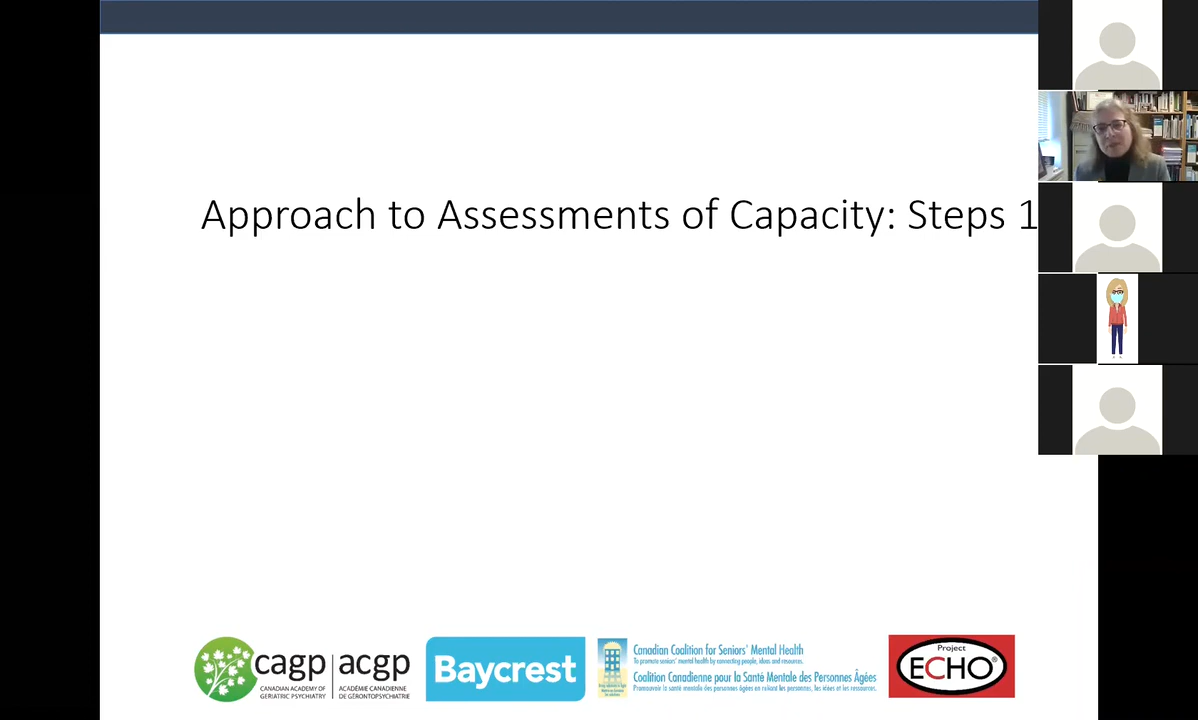 Approach to Assessments of Capacity: Steps 1
cagp | acgp
CANADIAN ACADEMY OF
GERIATRIC PSYCHIATRY
ACADÉMIE CANADIENNE
DE GÉRONTOPSYCHIATRIE
Baycrest
Canadian Coalition for Seniors' Mental Health
To promote seniors' mental health by connecting people, ideas and resources.
Coalition Canadienne pour la Santé Mentale des Personnes Âgées
Promouvoir la santé mentale des personnes âgées en reliant les personnes, les idées et les ressources.
Project
ECHO®